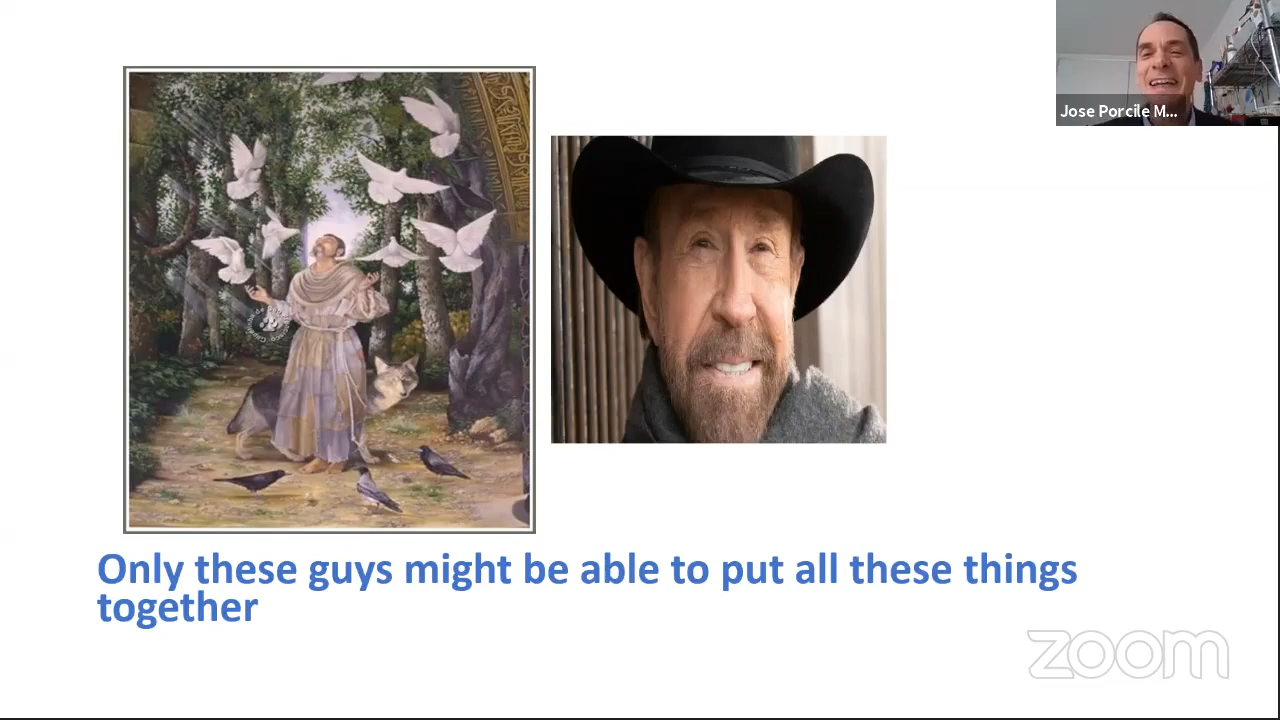 Jose Porcile M...
Only these guys might be able to put all these things
together
zoom